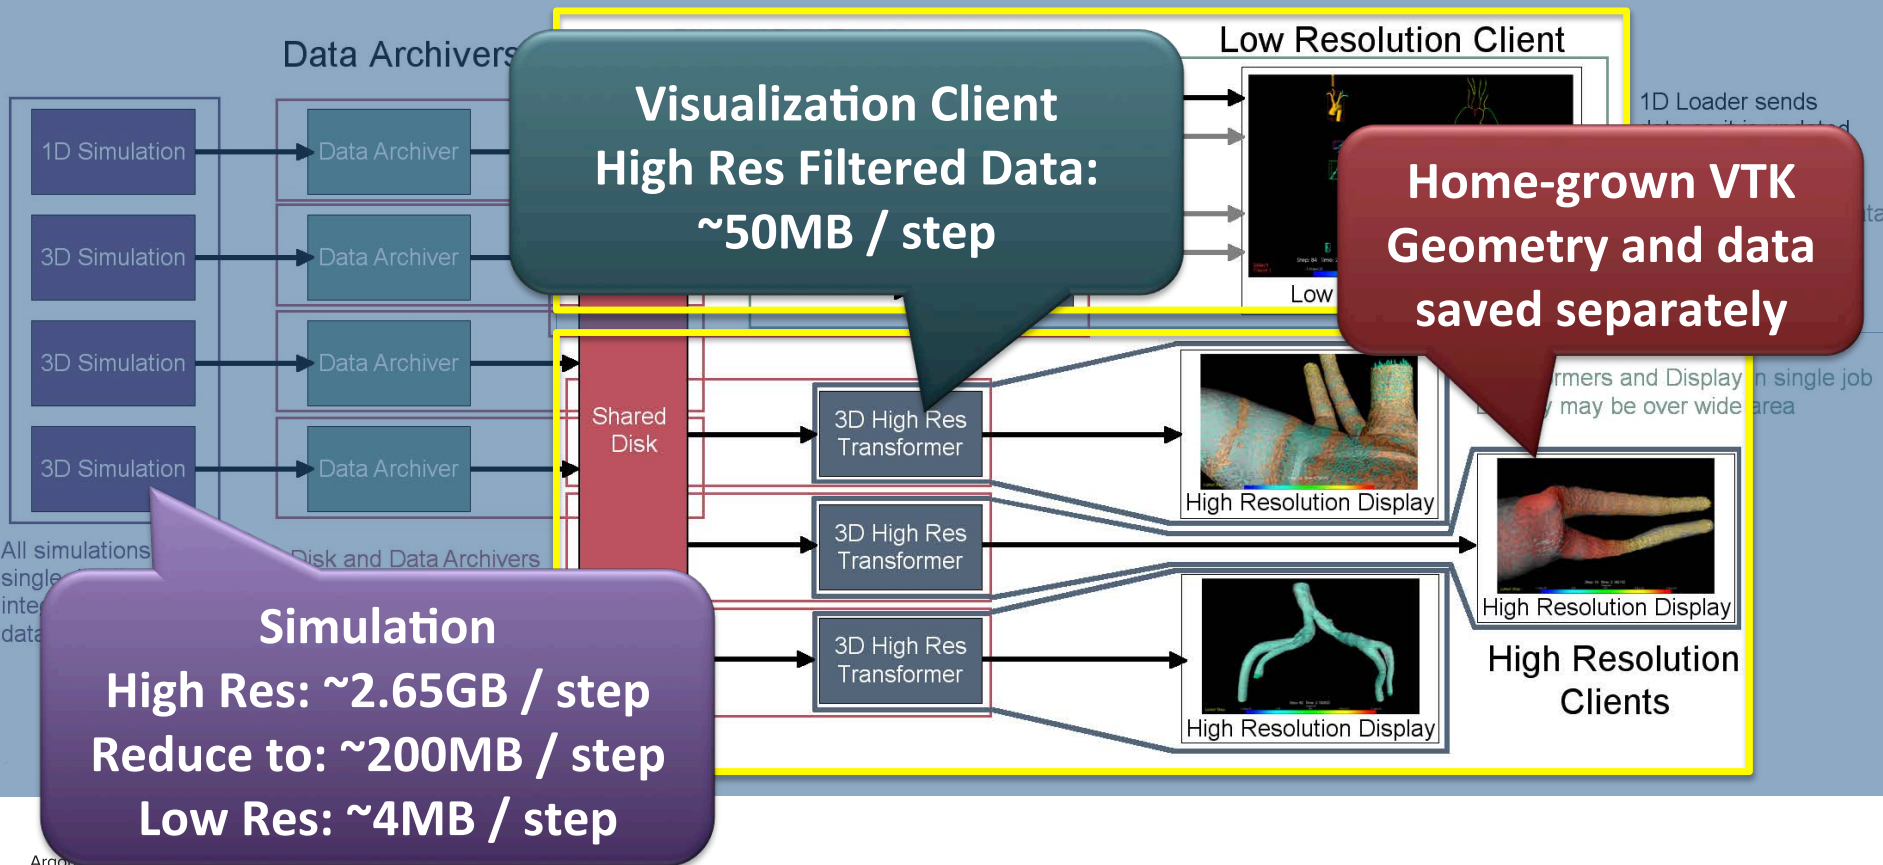 Data Archivers
Low Resolution Client
1D Simulation
Data Archiver
3D Simulation
Data Archiver
3D Simulation
Data Archiver
3D Simulation
Data Archiver
Visualization Client
High Res Filtered Data:
~50MB / step
1D Loader sends
Home-grown VTK
Geometry and data
saved separately
Low
Shared
Disk
3D High Res
Transformer
High Resolution Display
and Display in single job
may be over wide area
3D High Res
Transformer
High Resolution Display
3D High Res
Transformer
High Resolution Display
High Resolution
Clients
All simulations
single
Disk and Data Archivers
data
Simulation
High Res: ~2.65GB / step
Reduce to: ~200MB / step
Low Res: ~4MB / step